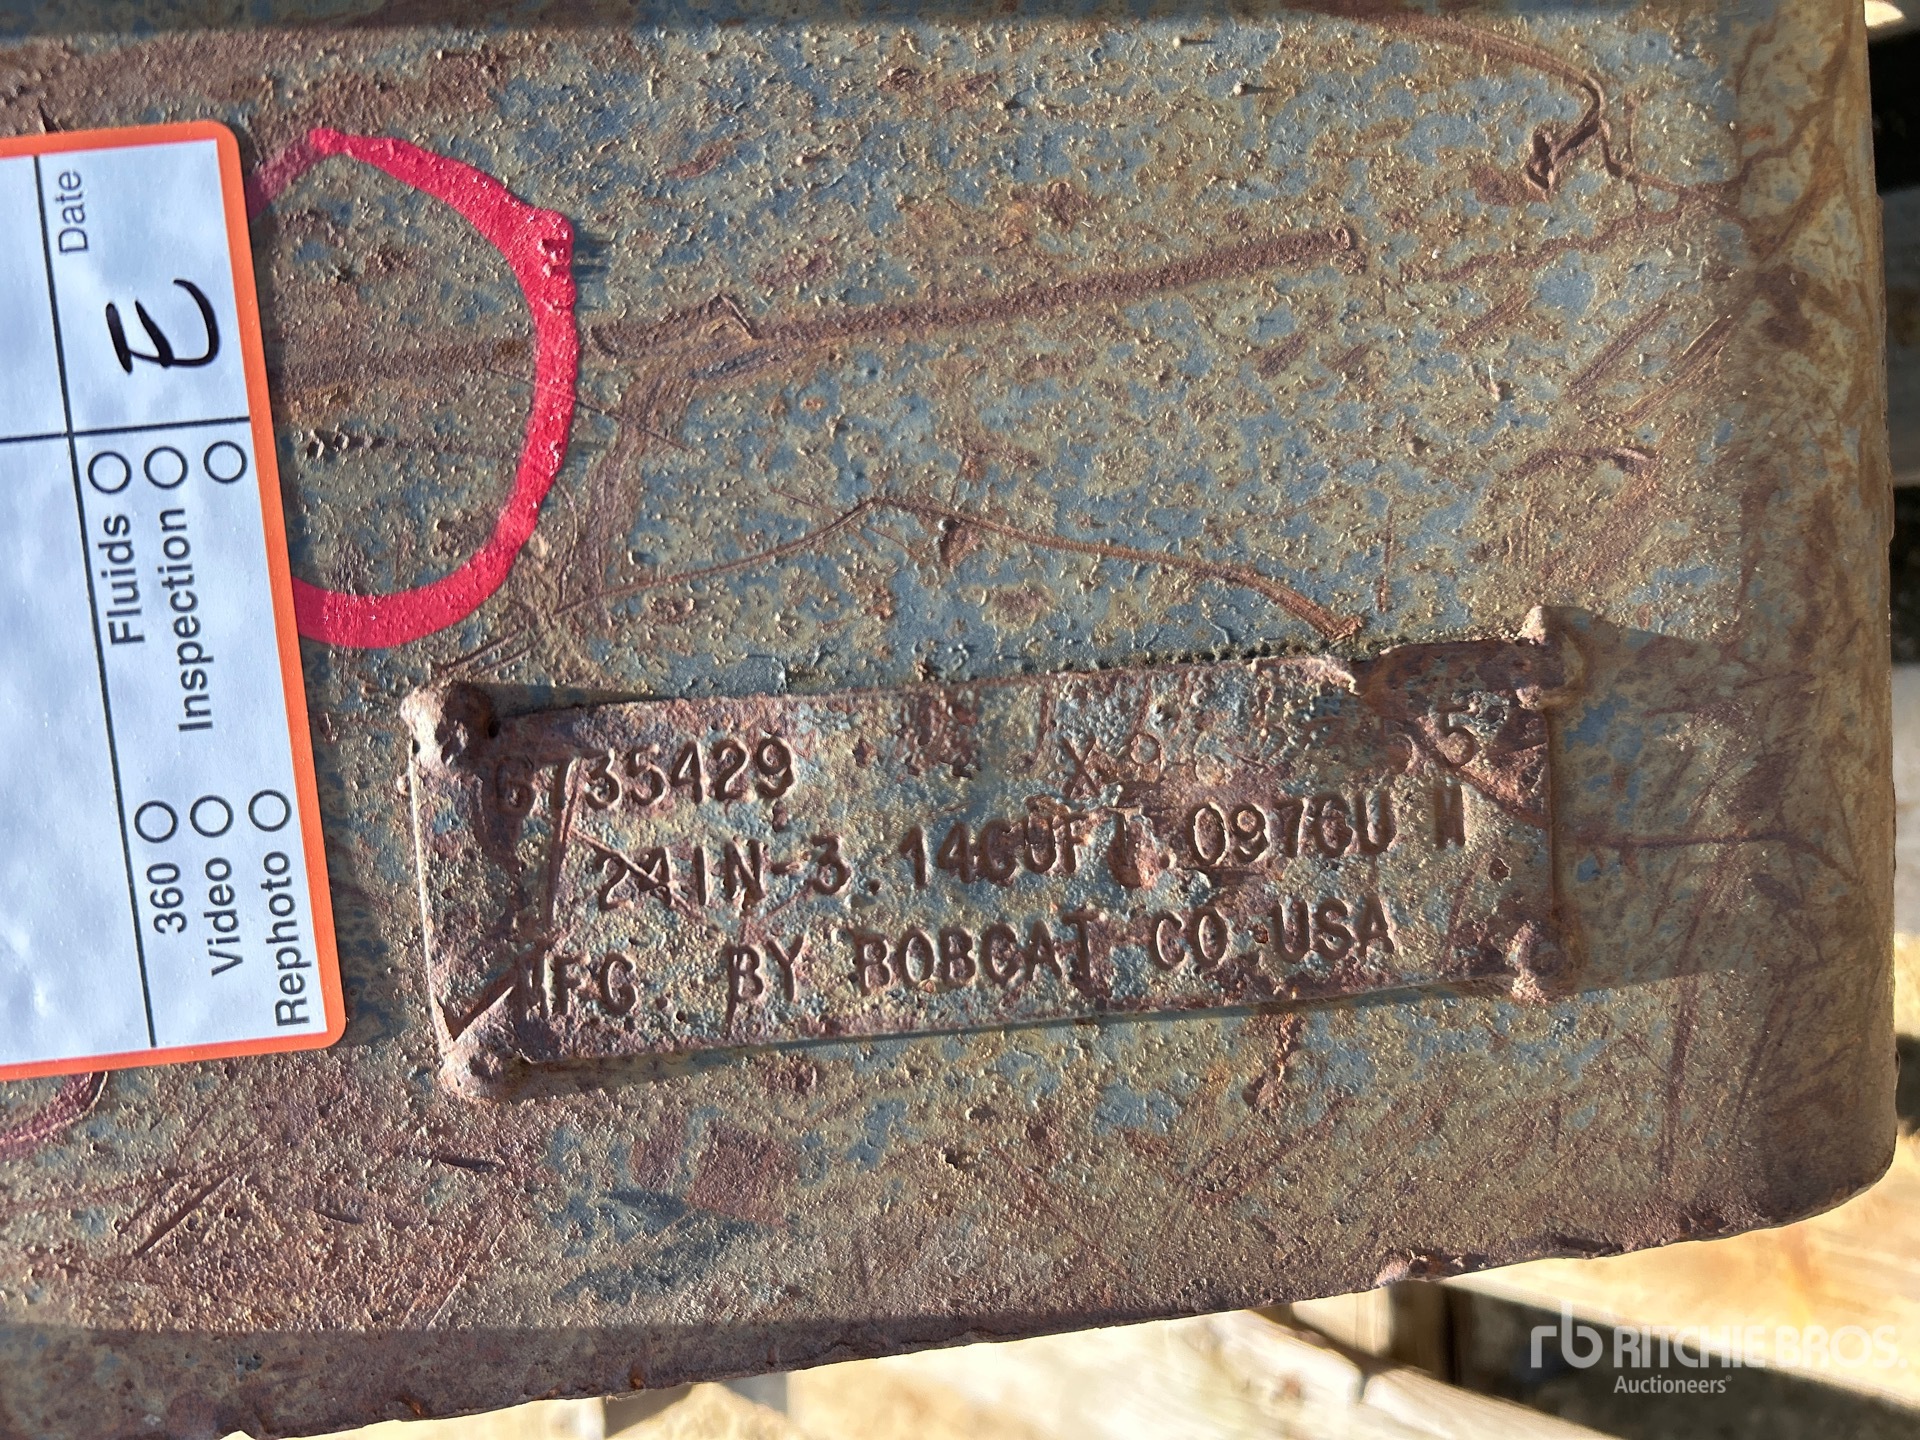 Date
E
Fluids
Inspection
360
Video
Rephoto
6735429
24IN-3.14CUFT.097CU M
MFG. BY BOBCAT CO USA
rb RITCHIE BROS.
Auctioneers